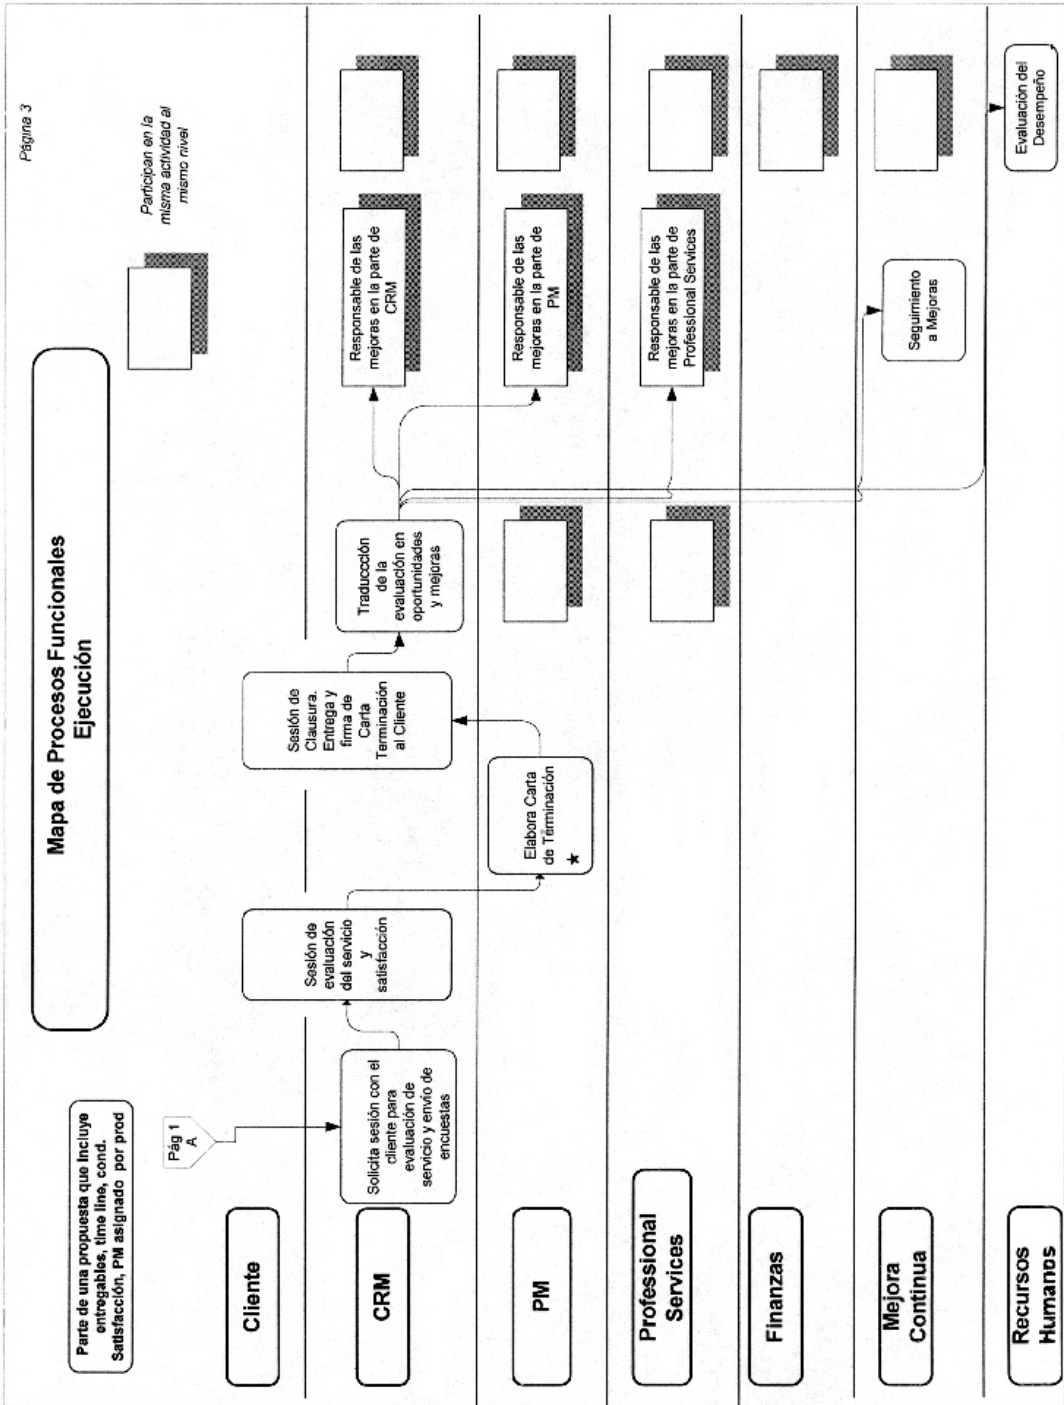 Página 3
Mapa de Procesos Funcionales
Ejecución
Parte de una propuesta que incluye
entregables, time line, cond.
Satisfacción, PM asignado por prod
Participan en la
misma actividad al
mismo nivel
Pág 1
A
Cliente
Sesión de
evaluación
del servicio
y
satisfacción
Sesión de
Clausura.
Entrega y
firma de
Carta
Terminación
al Cliente
CRM
Solicita sesión con el
cliente para
evaluación de
servicio y envío de
encuestas
Traduccción
de la
evaluación en
oportunidades
y mejoras
Responsable de las
mejoras en la parte de
CRM
PM
Elabora Carta
de Términación
★
Responsable de las
mejoras en la parte de
PM
Professional
Services
Responsable de las
mejoras en la parte de
Professional Services
Finanzas
Mejora
Continua
Seguimiento
a Mejoras
Recursos
Humanos
Evaluación del
Desempeño